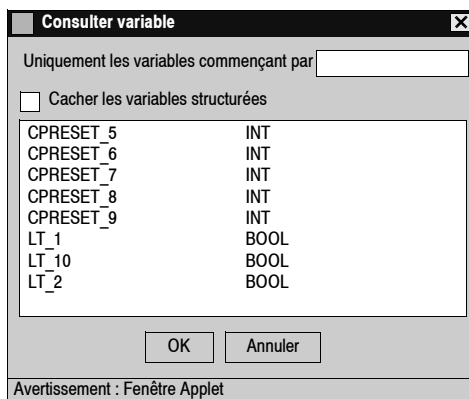 Consulter variable
Uniquement les variables commençant par
Cacher les variables structurées
CPRESET_5 INT
CPRESET_6 INT
CPRESET_7 INT
CPRESET_8 INT
CPRESET_9 INT
LT_1 BOOL
LT_10 BOOL
LT_2 BOOL
OK Annuler
Avertissement : Fenêtre Applet